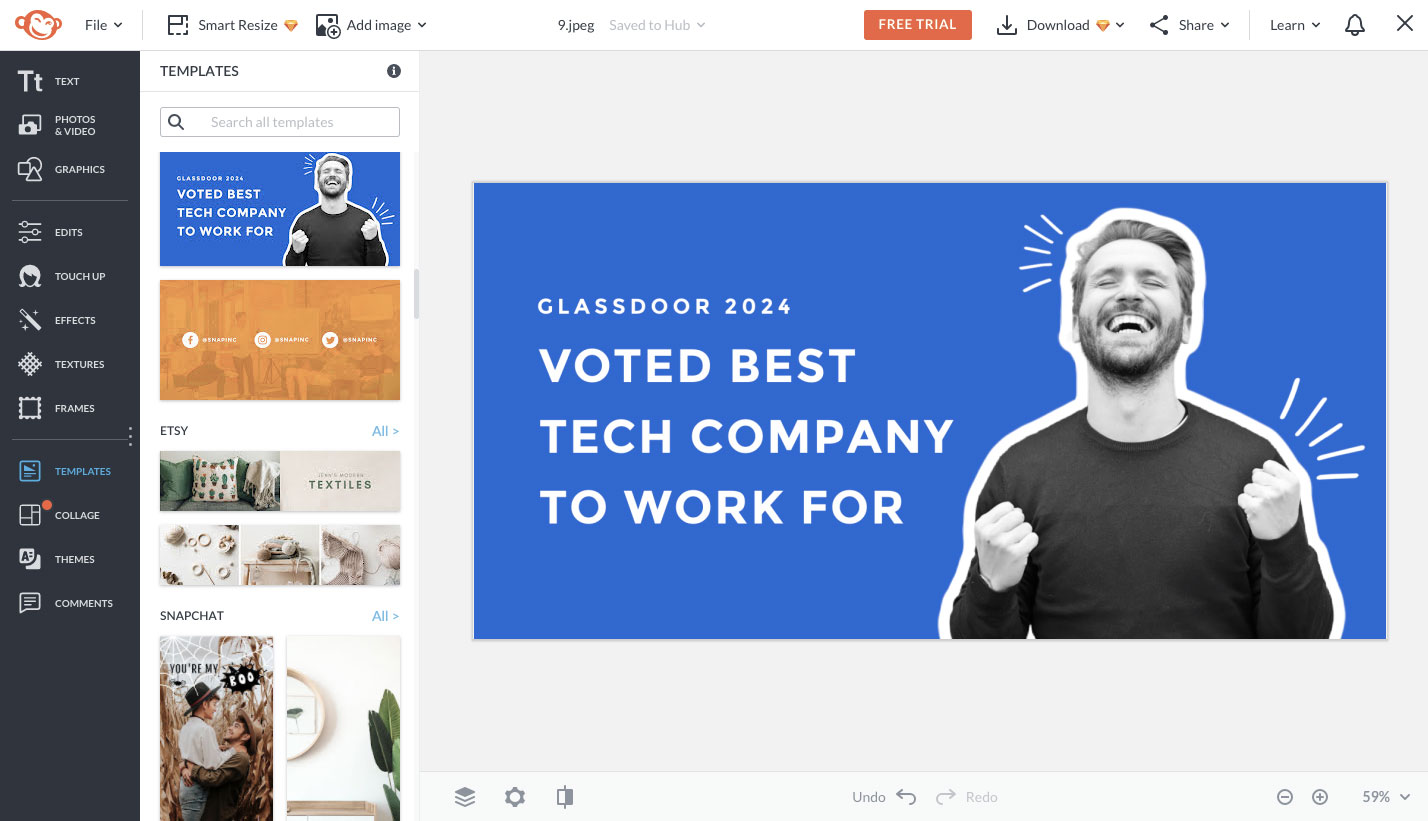 File
Smart Resize
Add image
9.jpeg
Saved to Hub
FREE TRIAL
Download
Share
Learn
TEXT
PHOTOS
& VIDEO
GRAPHICS
EDITS
TOUCH UP
EFFECTS
TEXTURES
FRAMES
TEMPLATES
COLLAGE
THEMES
COMMENTS
TEMPLATES
Search all templates
GLASSDOOR 2024
VOTED BEST
TECH COMPANY
TO WORK FOR
@SNAPINC @SNAPINC @SNAPINC
ETSY All >
JENN'S MODERN
TEXTILES
SNAPCHAT All >
YOU'RE MY
BOO
GLASSDOOR 2024
VOTED BEST
TECH COMPANY
TO WORK FOR
Undo
Redo
59%